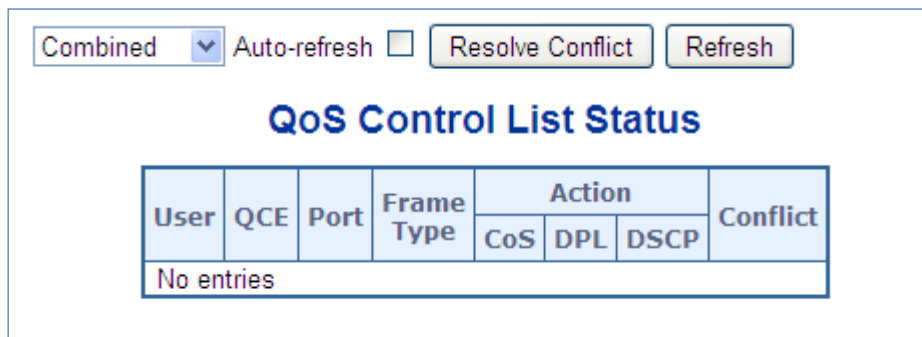 Combined Auto-refresh Resolve Conflict Refresh
QoS Control List Status
User QCE Port Frame Type Action Conflict
CoS DPL DSCP
No entries